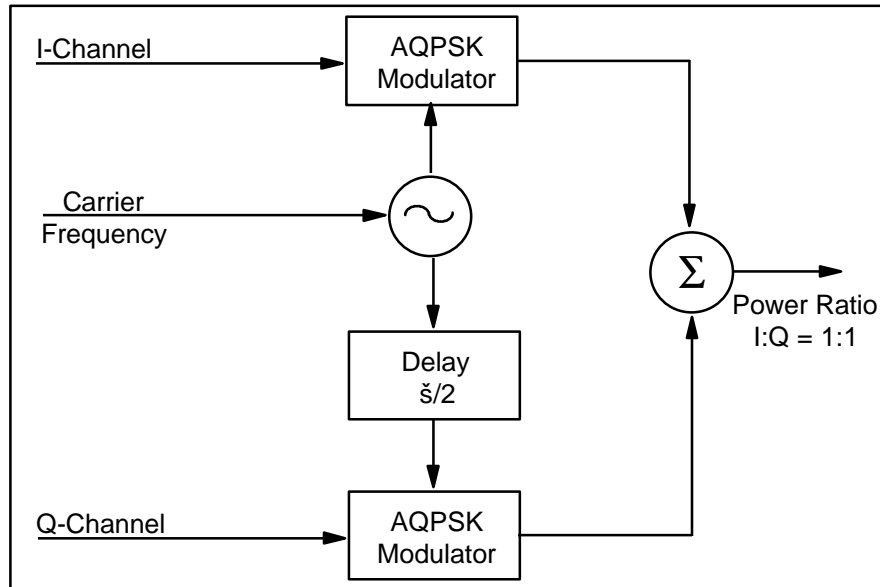 I-Channel
AQPSK
Modulator
Carrier
Frequency
Σ
Power Ratio
I:Q = 1:1
Delay
š/2
Q-Channel
AQPSK
Modulator